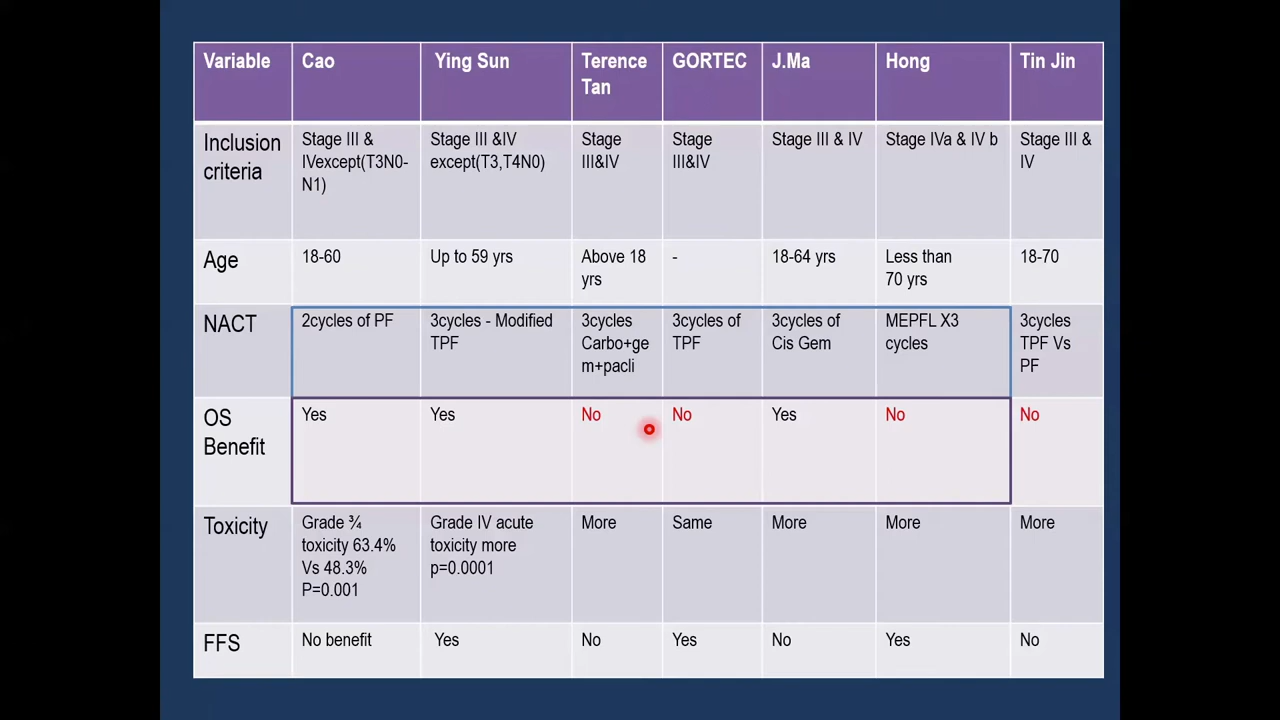 Variable
Cao
Ying Sun
Terence
Tan
GORTEC
J.Ma
Hong
Tin Jin
Inclusion
criteria
Stage III &
IVexcept(T3N0-
N1)
Stage III &IV
except(T3,T4N0)
Stage
III&IV
Stage
III&IV
Stage III & IV
Stage IVa & IV b
Stage III &
IV
Age
18-60
Up to 59 yrs
Above 18
yrs
-
18-64 yrs
Less than
70 yrs
18-70
NACT
2cycles of PF
3cycles - Modified
TPF
3cycles
Carbo+ge
m+pacli
3cycles of
TPF
3cycles of
Cis Gem
MEPFL X3
cycles
3cycles
TPF Vs
PF
OS
Benefit
Yes
Yes
No
No
Yes
No
No
Toxicity
Grade ¾
toxicity 63.4%
Vs 48.3%
P=0.001
Grade IV acute
toxicity more
p=0.0001
More
Same
More
More
More
FFS
No benefit
Yes
No
Yes
No
Yes
No